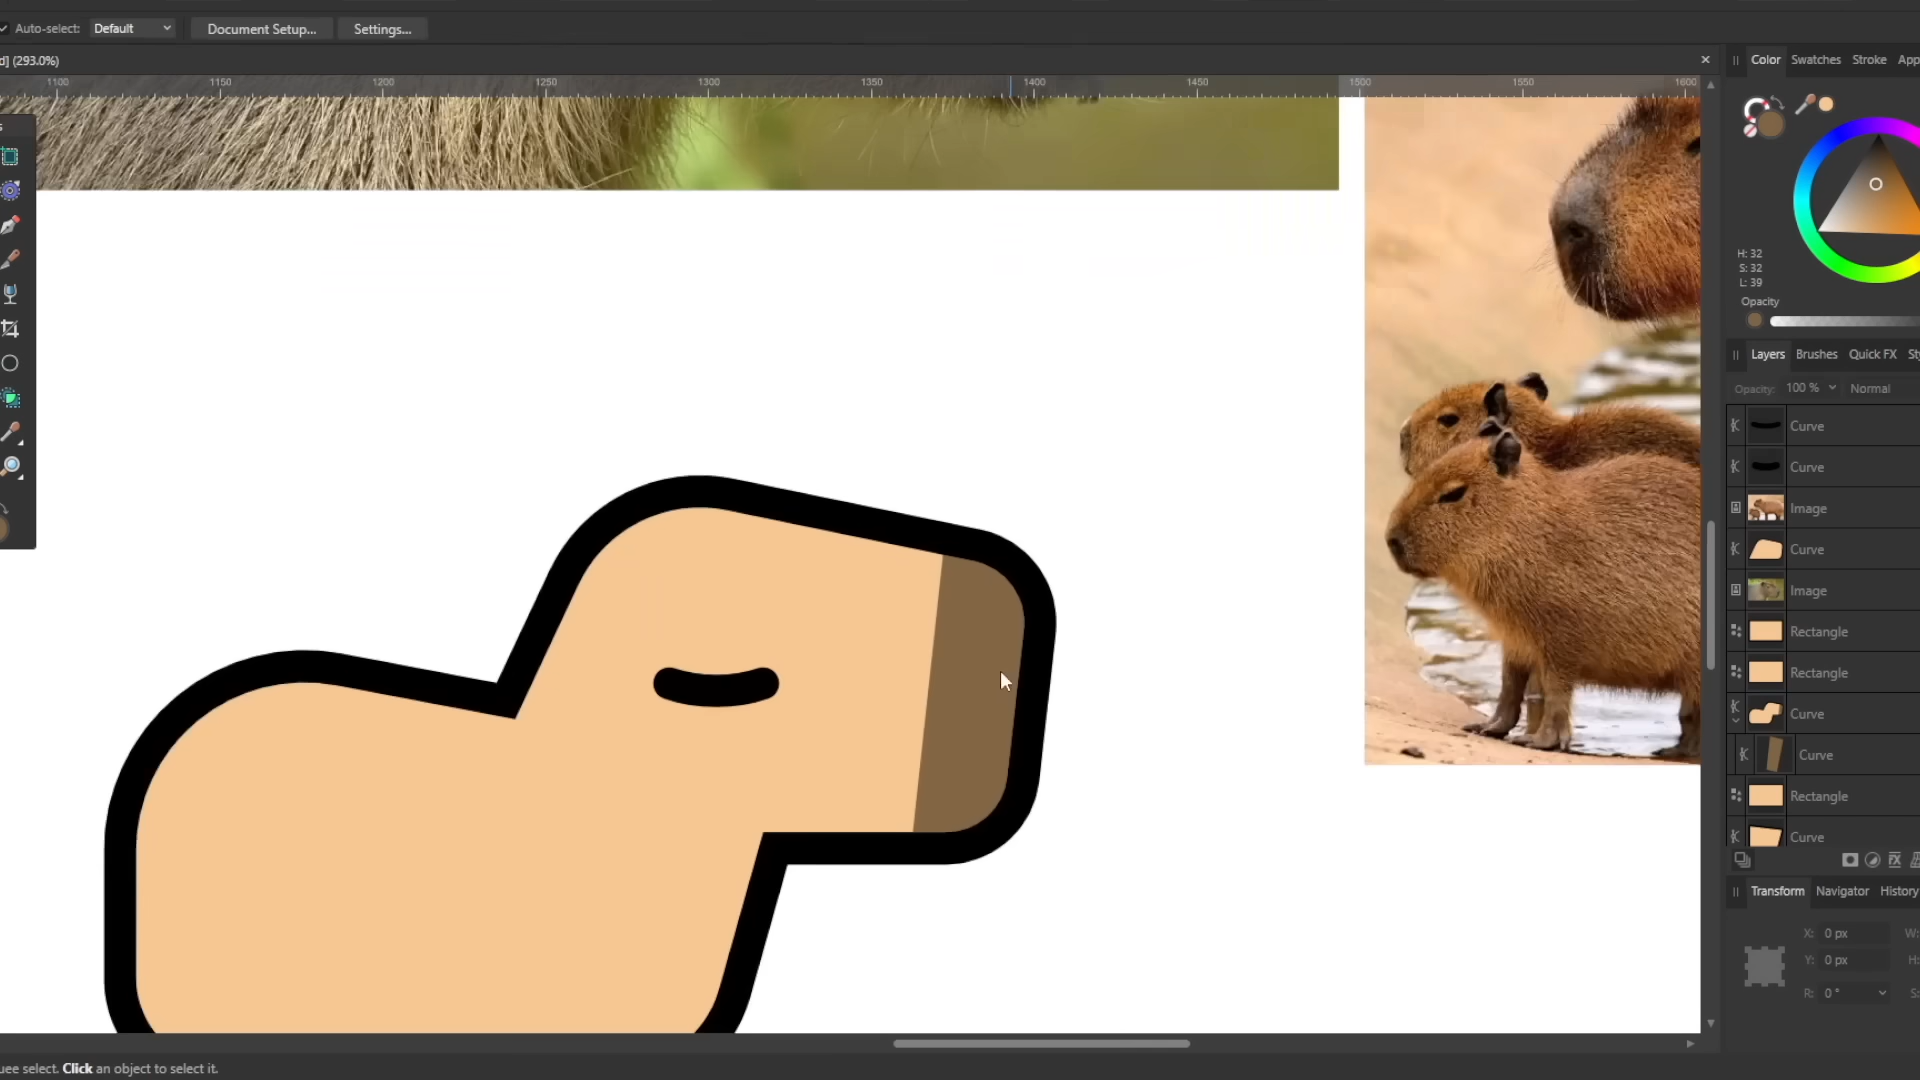 Auto-select: Default Document Setup... Settings...
d] (293.0%)
1100 1150 1200 1250 1300 1350 1400 1450 1500 1550 1600
s
Color Swatches Stroke App
H: 32
S: 32
L: 39
Opacity
Layers Brushes Quick FX Sty
Opacity: 100 % Normal
Curve
Curve
Image
Curve
Image
Rectangle
Rectangle
Curve
Curve
Rectangle
Curve
FX
Transform Navigator History
X: 0 px W:
Y: 0 px H:
R: 0 ° S:
uee select. Click an object to select it.